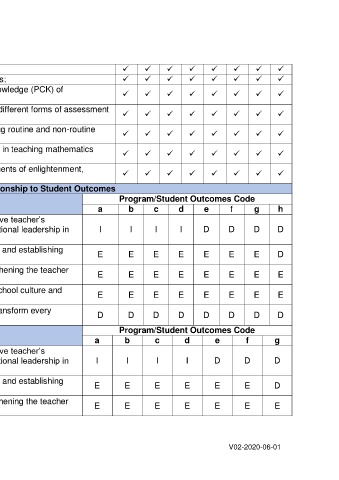 ✓ ✓ ✓ ✓ ✓ ✓ ✓
s: ✓ ✓ ✓ ✓ ✓ ✓ ✓
owledge (PCK) of ✓ ✓ ✓ ✓ ✓ ✓ ✓
different forms of assessment ✓ ✓ ✓ ✓ ✓ ✓ ✓
ng routine and non-routine ✓ ✓ ✓ ✓ ✓ ✓ ✓
in teaching mathematics ✓ ✓ ✓ ✓ ✓ ✓ ✓
ents of enlightenment, ✓ ✓ ✓ ✓ ✓ ✓ ✓
onship to Student Outcomes
Program/Student Outcomes Code
a b c d e f g h
ve teacher's
tional leadership in I I I I D D D D
and establishing E E E E E E E D
hening the teacher E E E E E E E E
chool culture and E E E E E E E E
ransform every D D D D D D D D
Program/Student Outcomes Code
a b c d e f g
ve teacher's
tional leadership in I I I I D D D
and establishing E E E E E E D
hening the teacher E E E E E E E
V02-2020-06-01